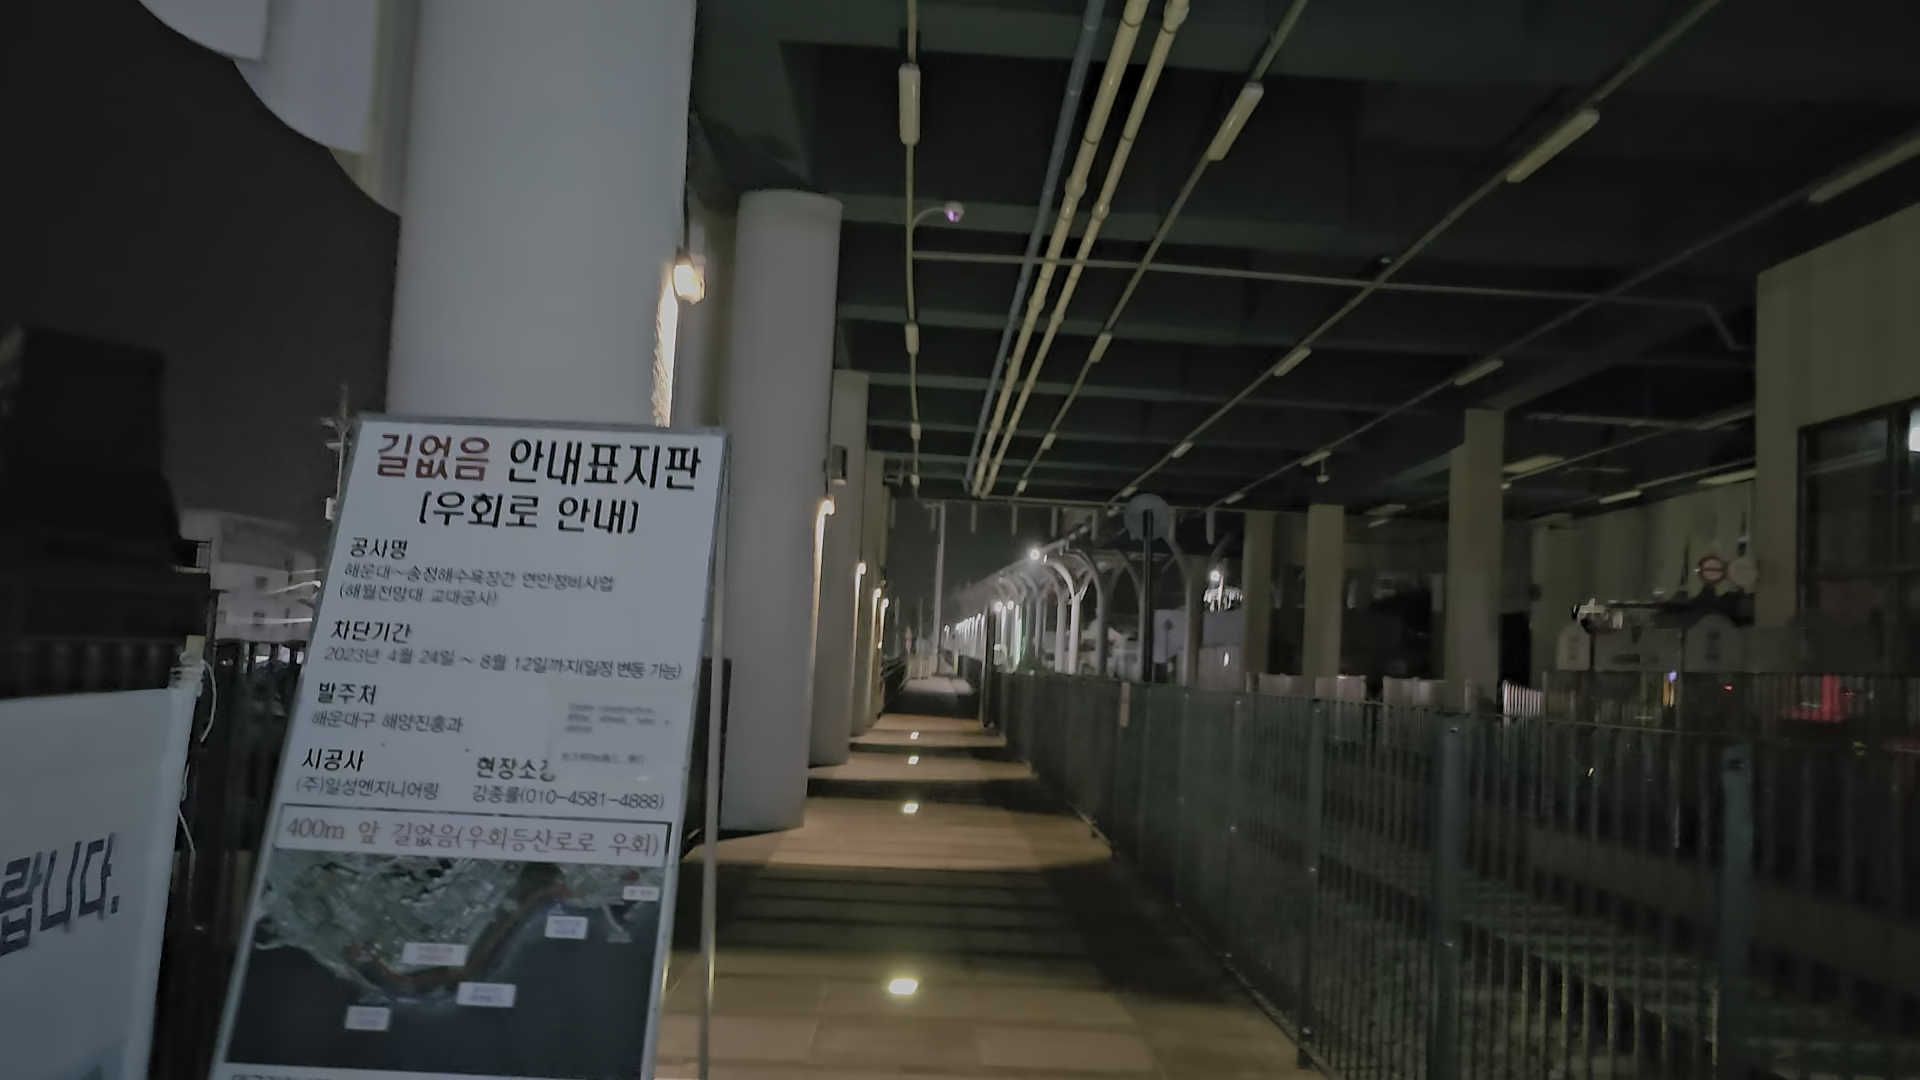 길없음 안내표지판
(우회로 안내)
공사명
해운대~송정해수욕장간 연안정비사업
(해월전망대 교대공사)
차단기간
2023년 4월 24일 ~ 8월 12일까지(일정 변동 가능)
발주처
해운대구 해양진흥과
시공사
(주)일성엔지니어링
현장소장
강종률(010-4581-4888)
400m 앞 길없음(우회등산로로 우회)
랍니다.